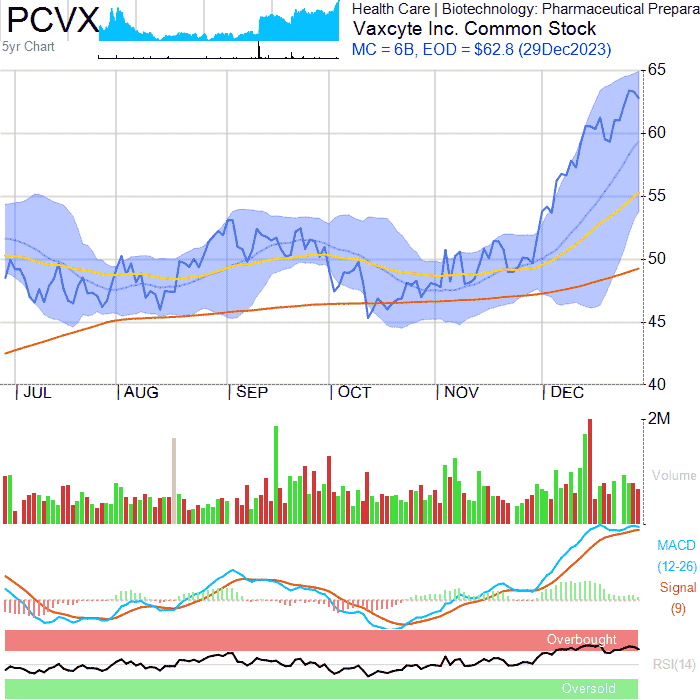 PCVX
5yr Chart
Health Care | Biotechnology: Pharmaceutical Prepara
Vaxcyte Inc. Common Stock
MC = 6B, EOD = $62.8 (29Dec2023)
65
60
55
50
45
40
JUL AUG SEP OCT NOV DEC
2M
Volume
MACD
(12-26)
Signal
(9)
Overbought
RSI(14)
Oversold